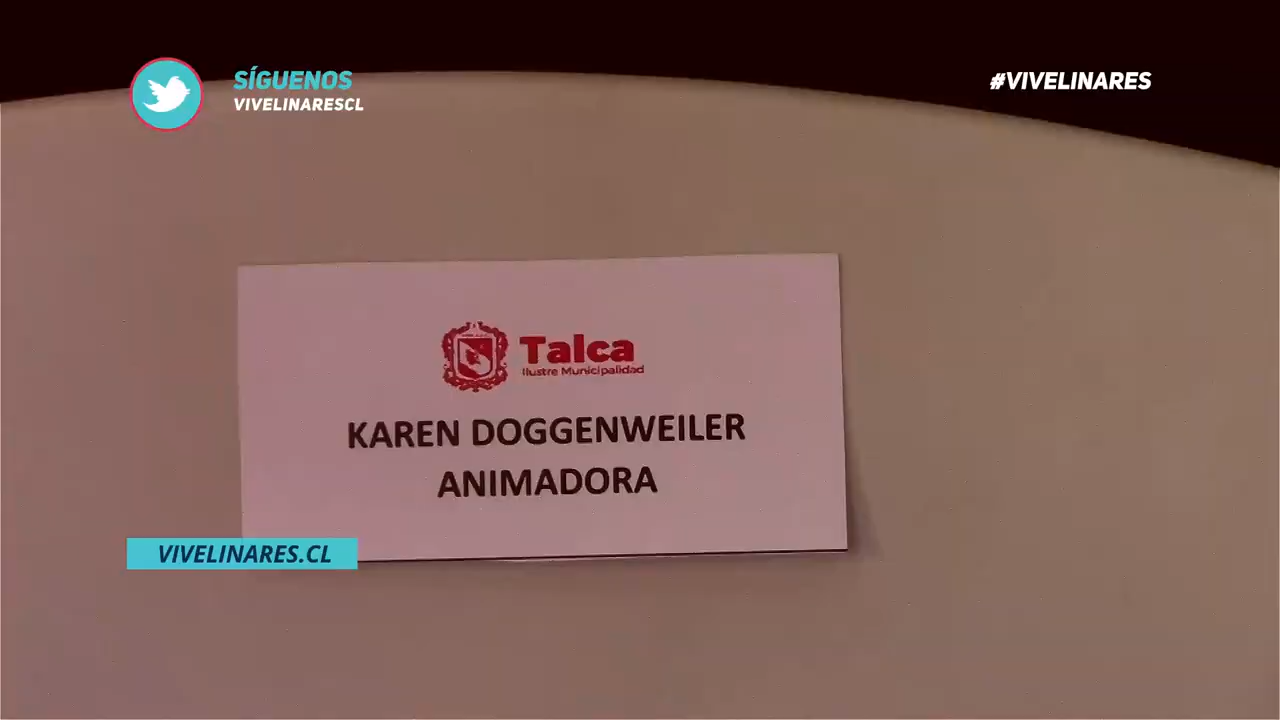 SÍGUENOS
VIVELINARESCL
#VIVELINARES
Talca
Ilustre Municipalidad
KAREN DOGGENWEILER
ANIMADORA
VIVELINARES.CL